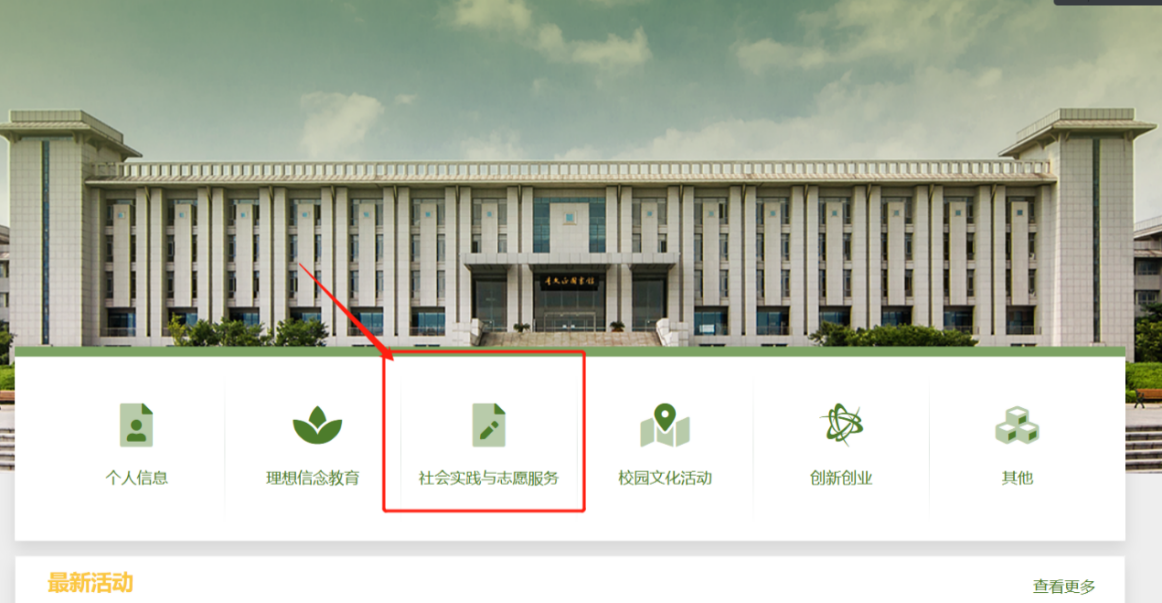 个人信息
理想信念教育
社会实践与志愿服务
校园文化活动
创新创业
其他
最新活动
查看更多